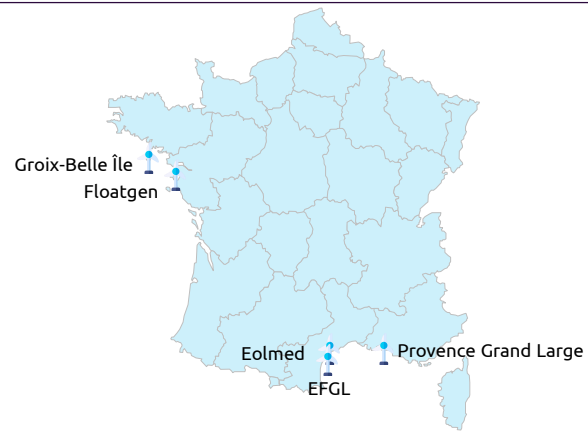 Groix-Belle Île
Floatgen
Eolmed
Provence Grand Large
EFGL